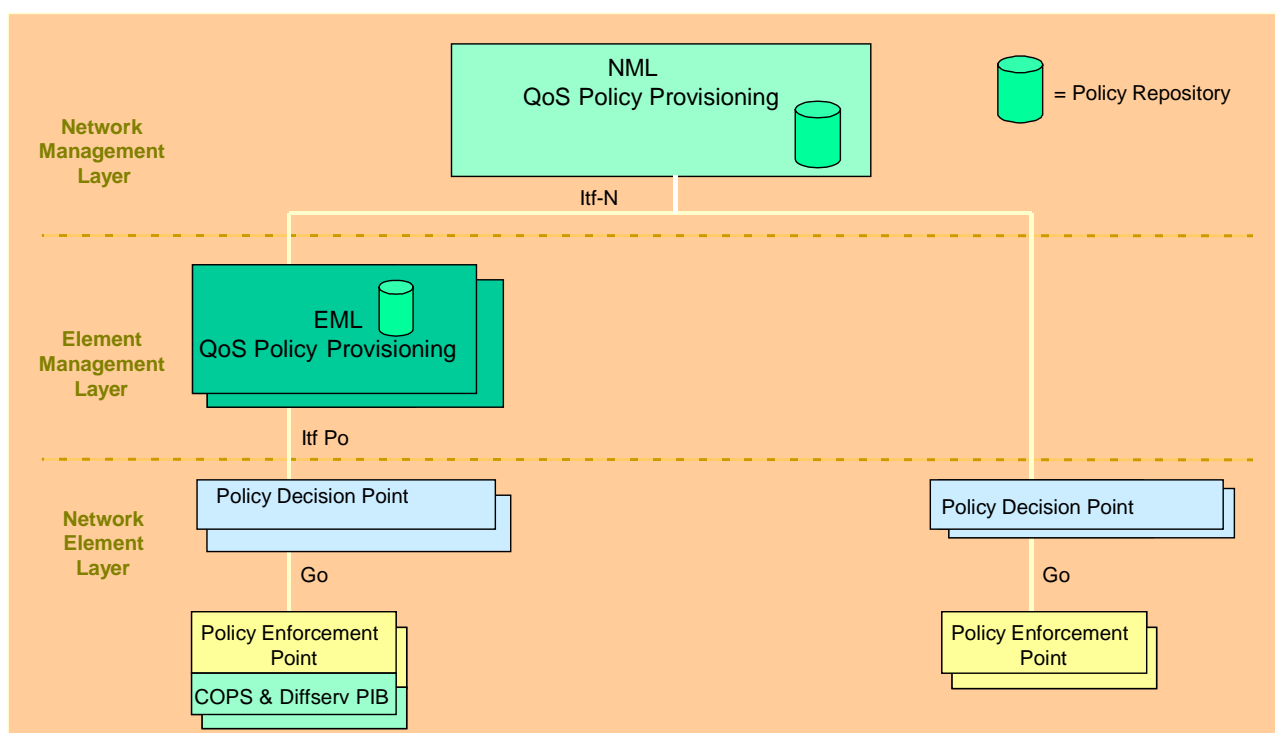 NML
QoS Policy Provisioning
= Policy Repository
Network
Management
Layer
Itf-N
EML
QoS Policy Provisioning
Element
Management
Layer
Itf Po
Policy Decision Point
Policy Decision Point
Network
Element
Layer
Go
Go
Policy Enforcement
Point
COPS & Diffserv PIB
Policy Enforcement
Point